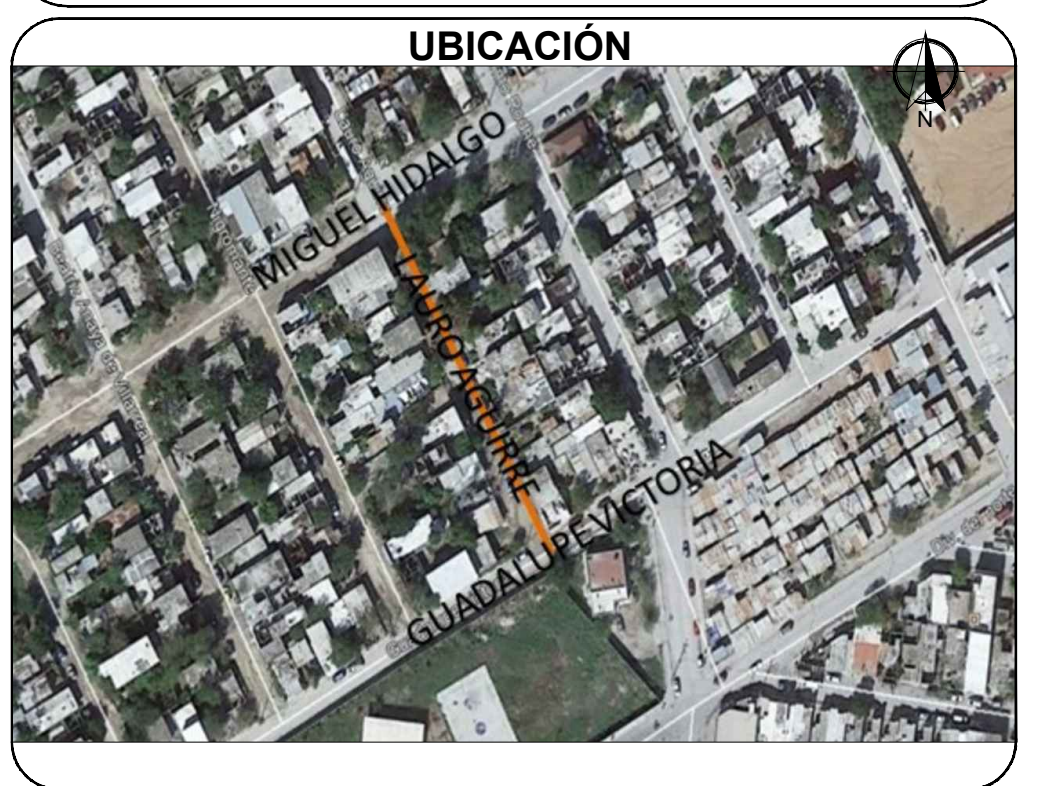 UBICACIÓN
N
MIGUEL HIDALGO
LAURO AGUIRRE
GUADALUPE VICTORIA